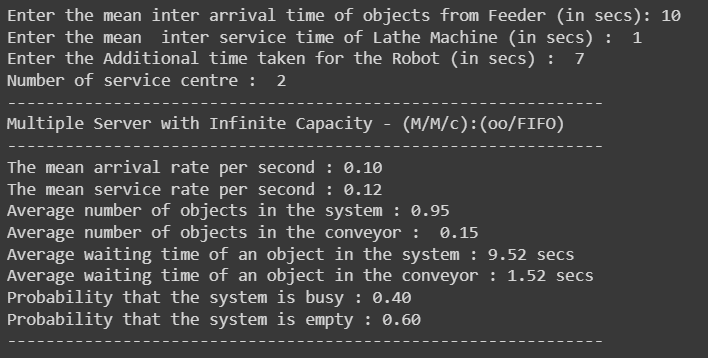 Enter the mean inter arrival time of objects from Feeder (in secs): 10
Enter the mean  inter service time of Lathe Machine (in secs) :  1
Enter the Additional time taken for the Robot (in secs) :  7
Number of service centre :  2
--------------------------------------------------------------
Multiple Server with Infinite Capacity - (M/M/c):(oo/FIFO)
--------------------------------------------------------------
The mean arrival rate per second : 0.10
The mean service rate per second : 0.12
Average number of objects in the system : 0.95
Average number of objects in the conveyor :  0.15
Average waiting time of an object in the system : 9.52 secs
Average waiting time of an object in the conveyor : 1.52 secs
Probability that the system is busy : 0.40
Probability that the system is empty : 0.60
--------------------------------------------------------------